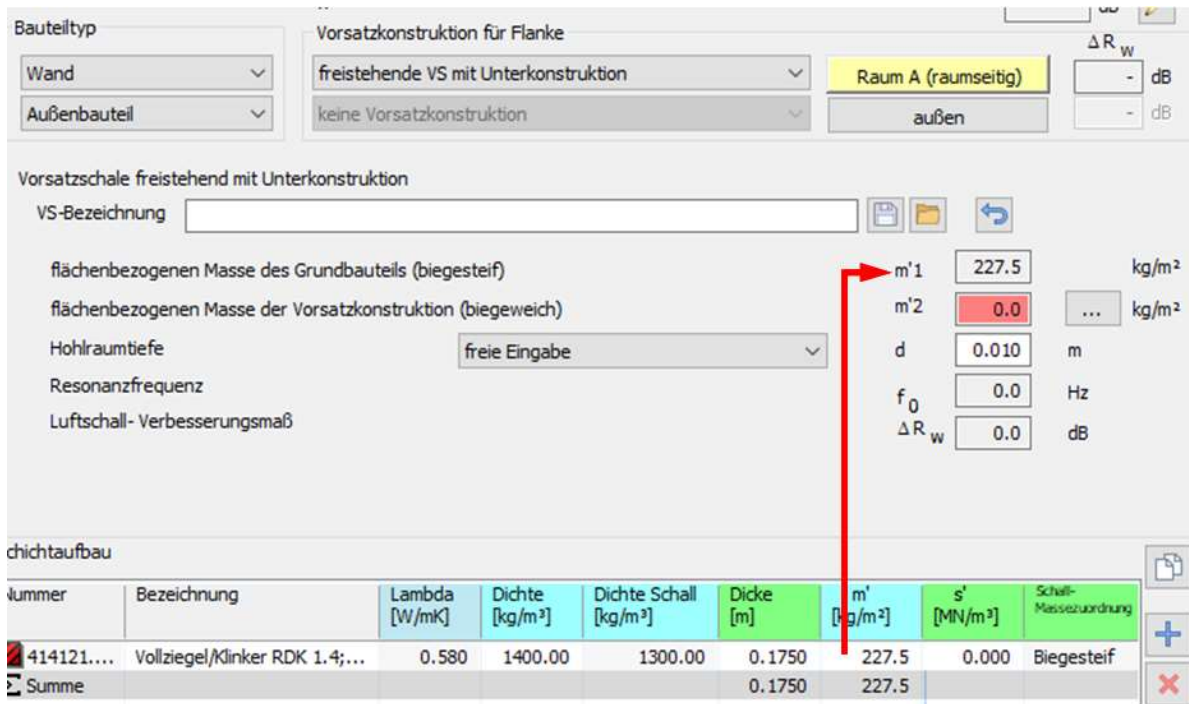 dB
Bauteiltyp
Vorsatzkonstruktion für Flanke
Δ R w
Wand
freistehende VS mit Unterkonstruktion
Raum A (raumseitig)
- dB
Außenbauteil
keine Vorsatzkonstruktion
außen
- dB
Vorsatzschale freistehend mit Unterkonstruktion
VS-Bezeichnung
flächenbezogenen Masse des Grundbauteils (biegesteif) m'1 227.5 kg/m²
flächenbezogenen Masse der Vorsatzkonstruktion (biegeweich) m'2 0.0 ... kg/m²
Hohlraumtiefe freie Eingabe d 0.010 m
Resonanzfrequenz f 0 0.0 Hz
Luftschall- Verbesserungsmaß Δ R w 0.0 dB
chichtaufbau
Nummer Bezeichnung Lambda Dichte Dichte Schall Dicke m' s' Schall-
[W/mK] [kg/m³] [kg/m³] [m] [kg/m²] [MN/m³] Massezuordnung
414121.... Vollziegel/Klinker RDK 1.4;... 0.580 1400.00 1300.00 0.1750 227.5 0.000 Biegesteif
Σ Summe 0.1750 227.5